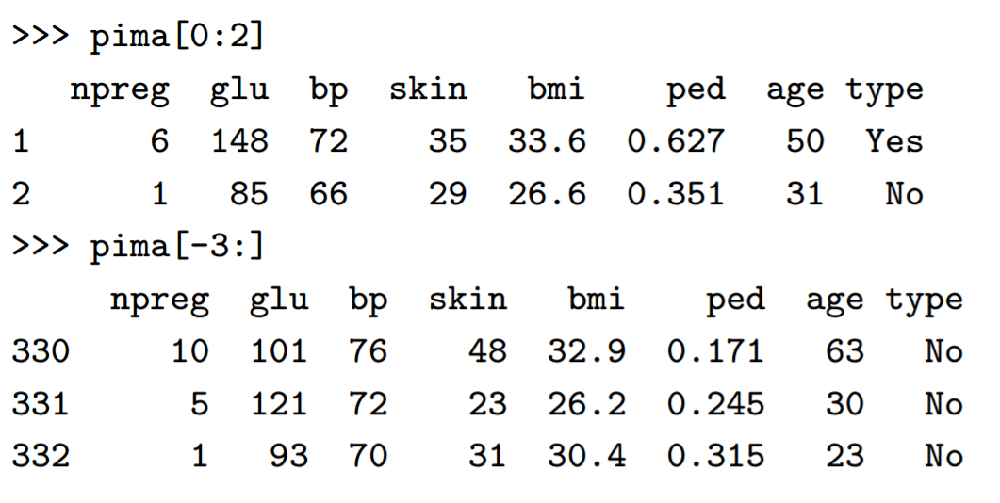 >>> pima[0:2]
   npreg  glu  bp  skin   bmi    ped  age type
1      6  148  72    35  33.6  0.627   50  Yes
2      1   85  66    29  26.6  0.351   31   No
>>> pima[-3:]
     npreg  glu  bp  skin   bmi    ped  age type
330     10  101  76    48  32.9  0.171   63   No
331      5  121  72    23  26.2  0.245   30   No
332      1   93  70    31  30.4  0.315   23   No